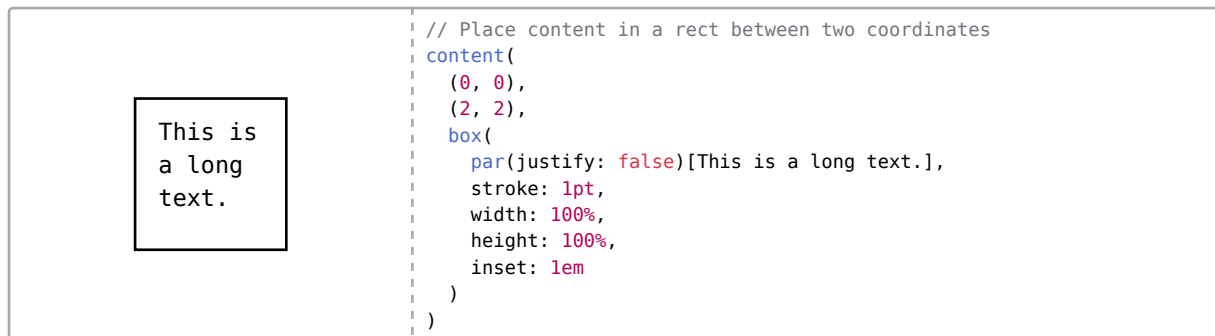 This is
a long
text.
// Place content in a rect between two coordinates
content(
  (0, 0),
  (2, 2),
  box(
    par(justify: false)[This is a long text.],
    stroke: 1pt,
    width: 100%,
    height: 100%,
    inset: 1em
  )
)